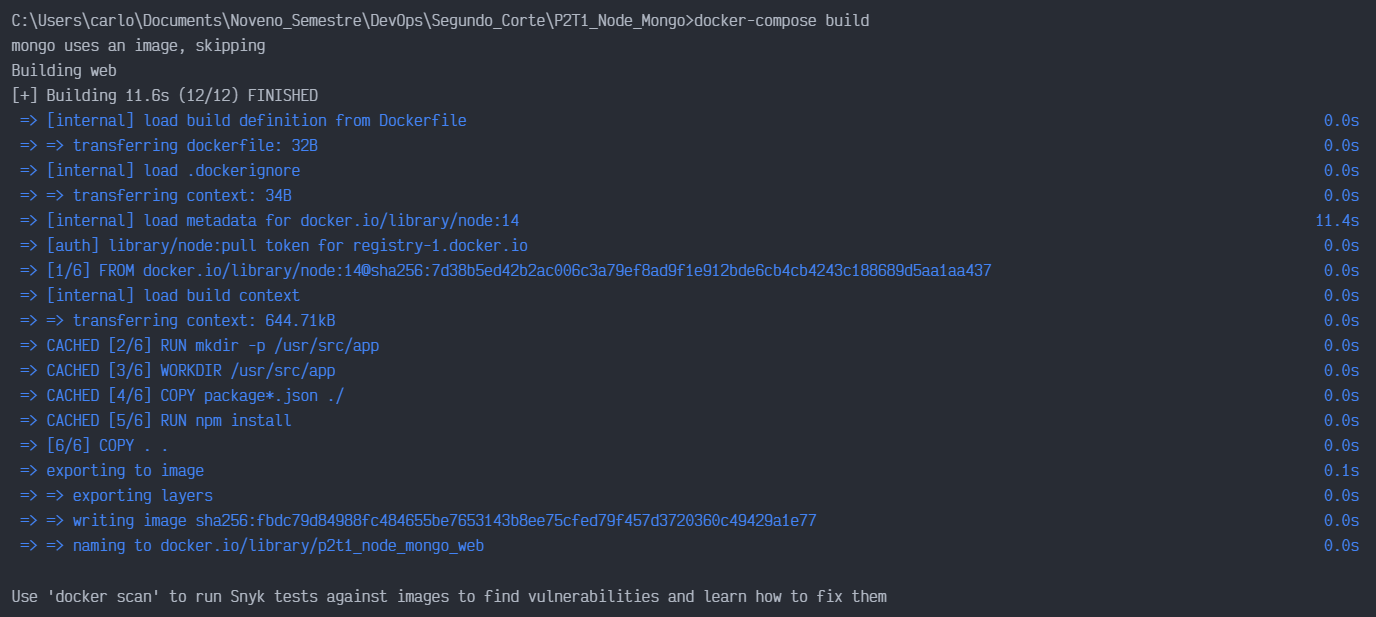 C:\Users\carlo\Documents\Noveno_Semestre\DevOps\Segundo_Corte\P2T1_Node_Mongo>docker-compose build
mongo uses an image, skipping
Building web
[+] Building 11.6s (12/12) FINISHED
=> [internal] load build definition from Dockerfile 0.0s
=> => transferring dockerfile: 32B 0.0s
=> [internal] load .dockerignore 0.0s
=> => transferring context: 34B 0.0s
=> [internal] load metadata for docker.io/library/node:14 11.4s
=> [auth] library/node:pull token for registry-1.docker.io 0.0s
=> [1/6] FROM docker.io/library/node:14@sha256:7d38b5ed42b2ac006c3a79ef8ad9f1e912bde6cb4cb4243c188689d5aa1aa437 0.0s
=> [internal] load build context 0.0s
=> => transferring context: 644.71kB 0.0s
=> CACHED [2/6] RUN mkdir -p /usr/src/app 0.0s
=> CACHED [3/6] WORKDIR /usr/src/app 0.0s
=> CACHED [4/6] COPY package*.json ./ 0.0s
=> CACHED [5/6] RUN npm install 0.0s
=> [6/6] COPY . . 0.0s
=> exporting to image 0.1s
=> => exporting layers 0.0s
=> => writing image sha256:fbdc79d84988fc484655be7653143b8ee75cfed79f457d3720360c49429a1e77 0.0s
=> => naming to docker.io/library/p2t1_node_mongo_web 0.0s
Use 'docker scan' to run Snyk tests against images to find vulnerabilities and learn how to fix them